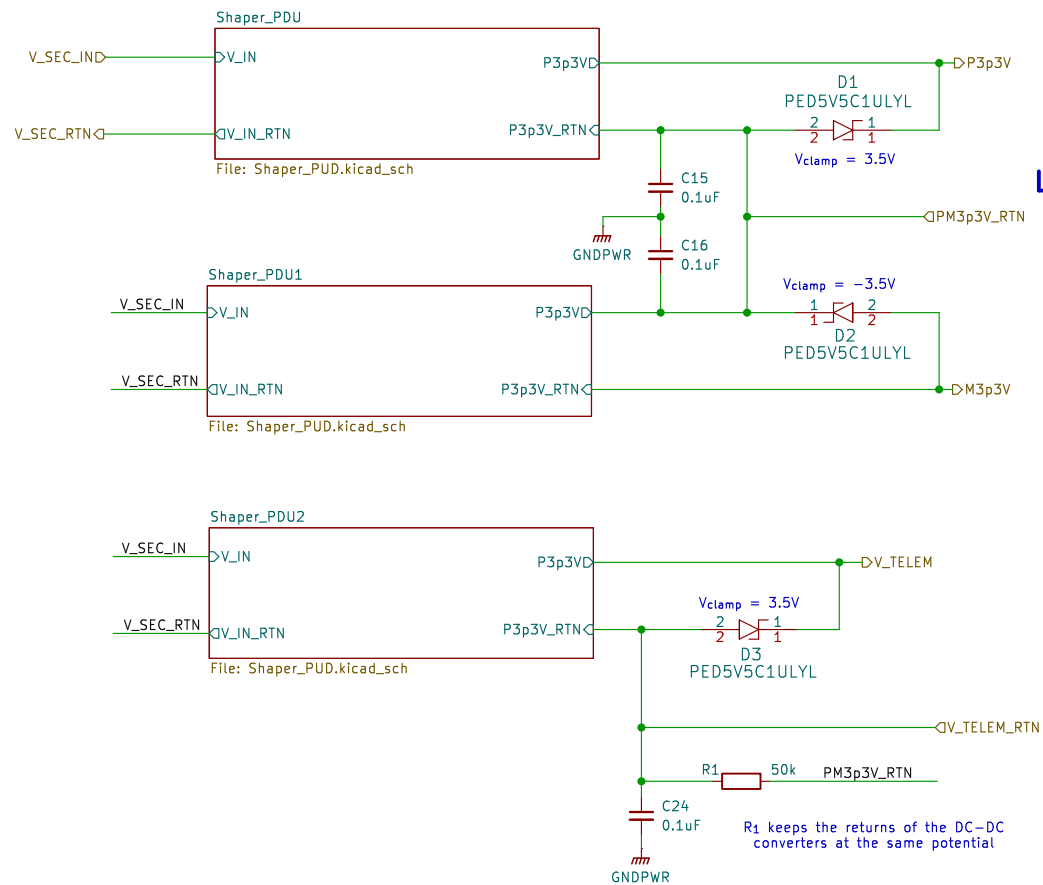 Shaper_PDU
V_SEC_IN
V_IN
P3p3V
P3p3V
D1
PED5V5C1ULYL
V_SEC_RTN
V_IN_RTN
P3p3V_RTN
2
1
2
1
Vclamp = 3.5V
File: Shaper_PUD.kicad_sch
C15
0.1uF
PM3p3V_RTN
GNDPWR
C16
0.1uF
Shaper_PDU1
Vclamp = -3.5V
V_SEC_IN
V_IN
P3p3V
1
2
1
2
D2
PED5V5C1ULYL
V_SEC_RTN
V_IN_RTN
P3p3V_RTN
M3p3V
File: Shaper_PUD.kicad_sch
Shaper_PDU2
V_SEC_IN
V_IN
P3p3V
V_TELEM
Vclamp = 3.5V
V_SEC_RTN
V_IN_RTN
P3p3V_RTN
2
1
2
1
D3
PED5V5C1ULYL
File: Shaper_PUD.kicad_sch
V_TELEM_RTN
R1
50k
PM3p3V_RTN
C24
0.1uF
R1 keeps the returns of the DC-DC
converters at the same potential
GNDPWR